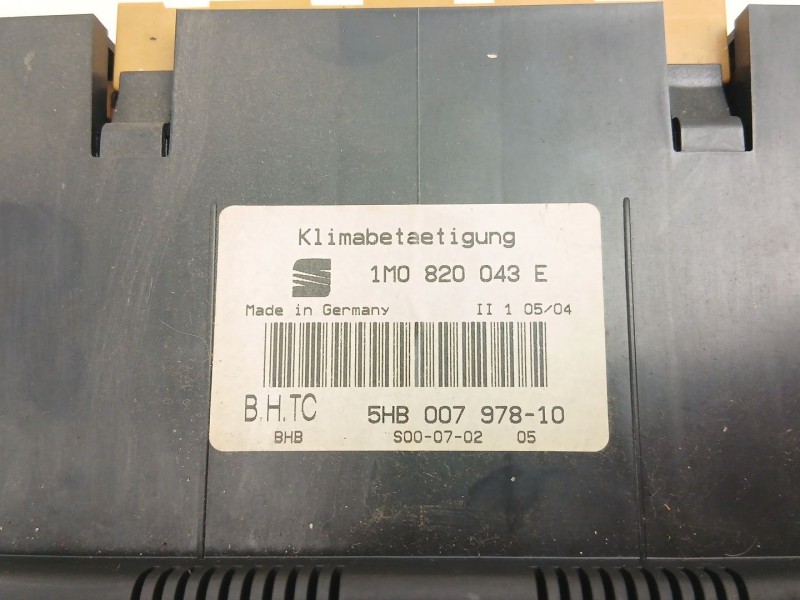 Klimabetaetigung
1M0 820 043 E
Made in Germany II 1 05/04
B.H.TC 5HB 007 978-10
BHB S00-07-02 05